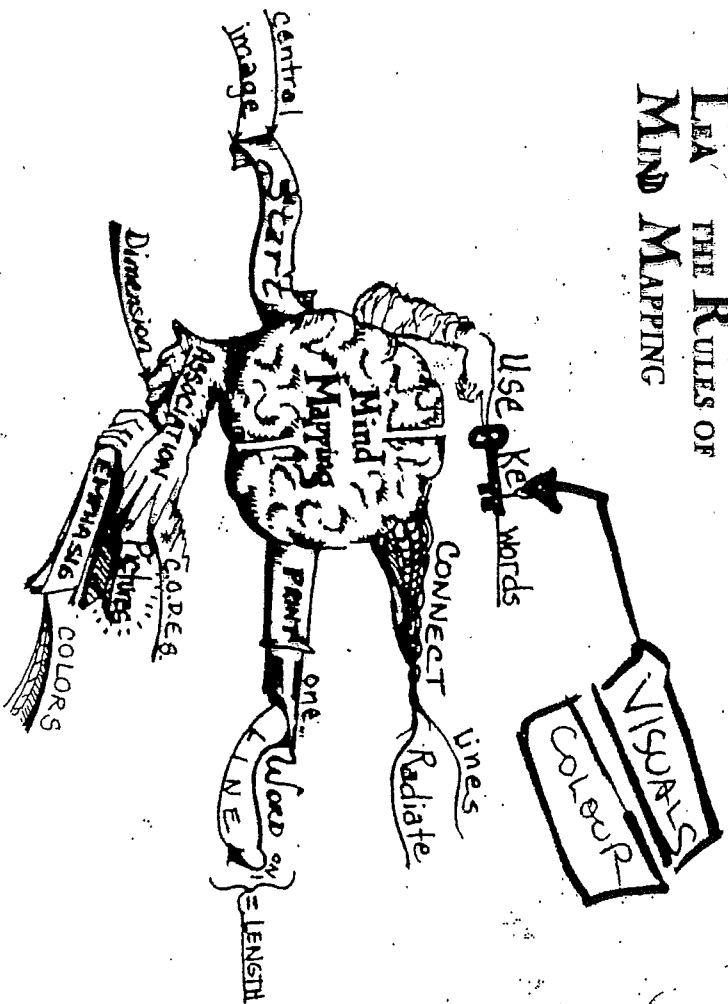 LEA THE RULES OF
MIND MAPPING
VISUALS
COLOUR
Use Key words
CONNECT
Lines
Radiate
central
image
Start
Mind
Mapping
PRINT
one
WORD
ON
LINE
= LENGTH
ASSOCIATION
Dimension
* C.O.D.E.S.
Pictures
EMPHASIS
COLORS